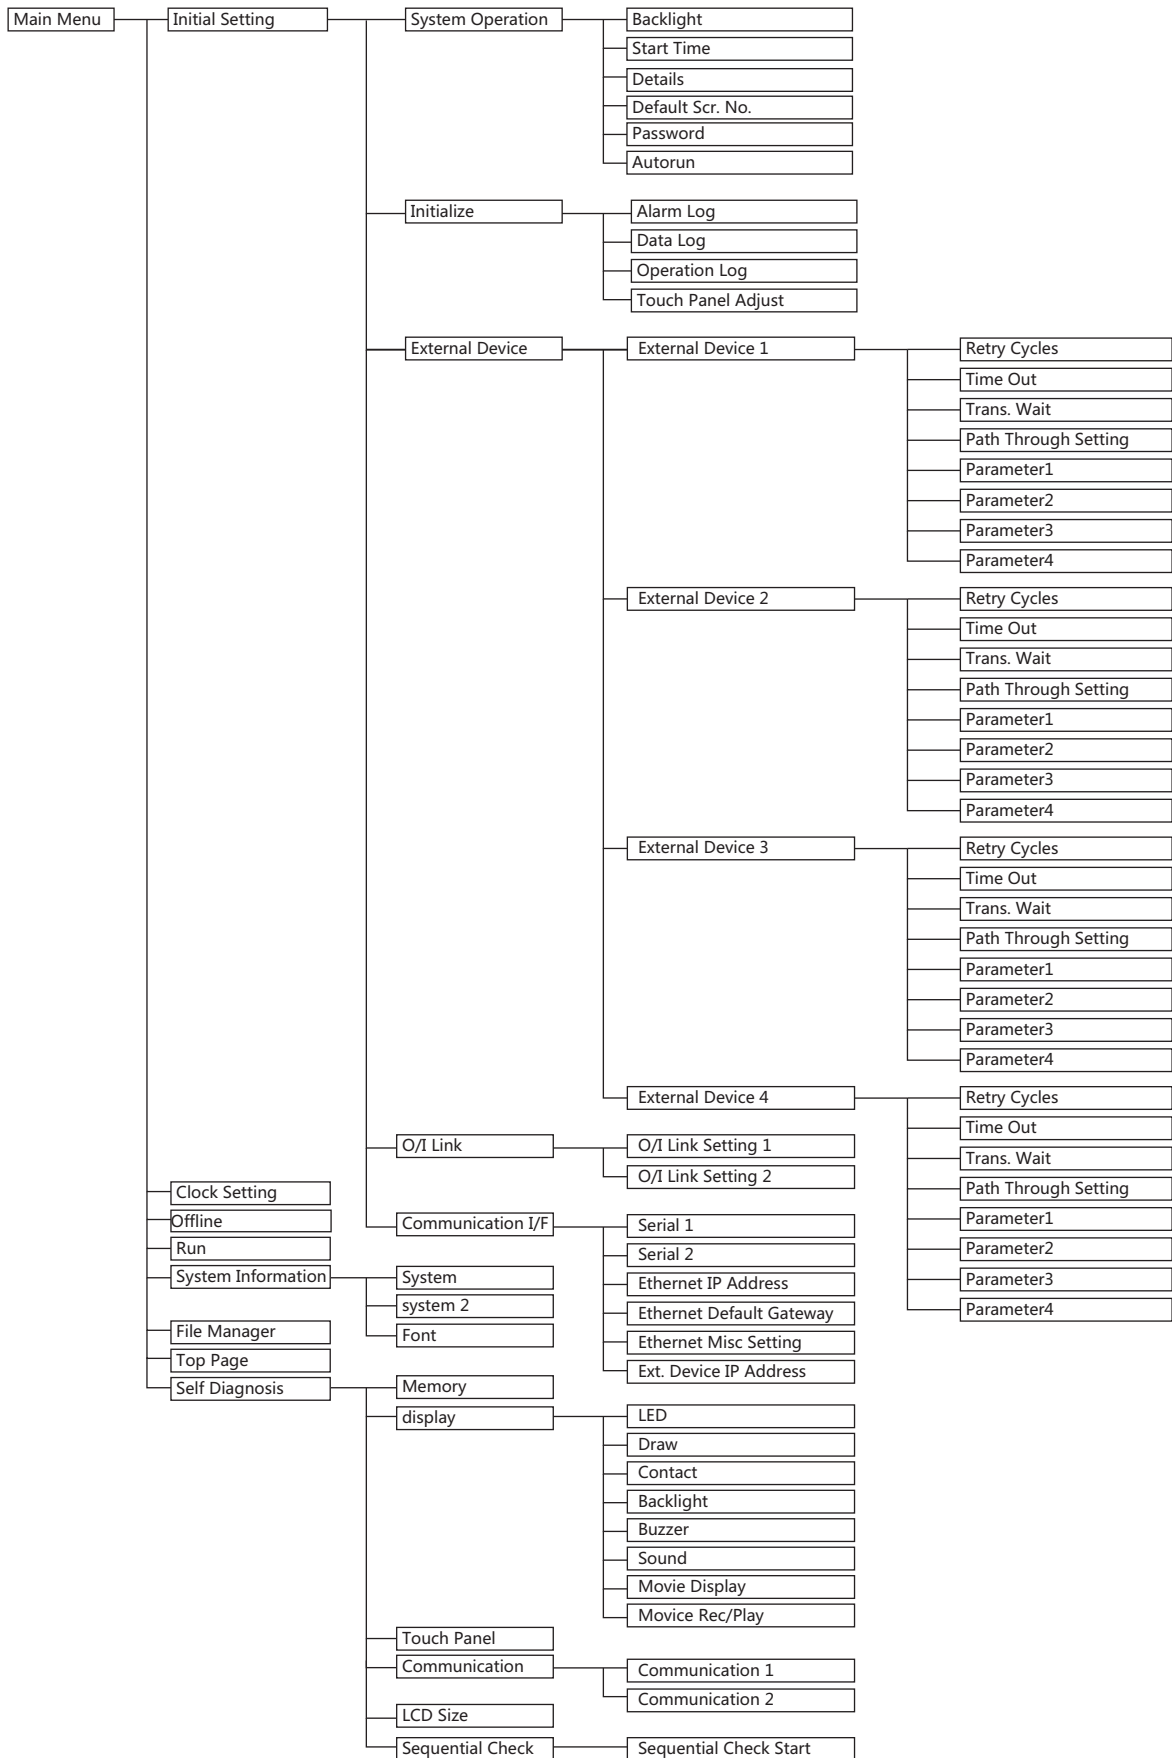 Main Menu
Initial Setting
System Operation
Backlight
Start Time
Details
Default Scr. No.
Password
Autorun
Initialize
Alarm Log
Data Log
Operation Log
Touch Panel Adjust
External Device
External Device 1
Retry Cycles
Time Out
Trans. Wait
Path Through Setting
Parameter1
Parameter2
Parameter3
Parameter4
External Device 2
Retry Cycles
Time Out
Trans. Wait
Path Through Setting
Parameter1
Parameter2
Parameter3
Parameter4
External Device 3
Retry Cycles
Time Out
Trans. Wait
Path Through Setting
Parameter1
Parameter2
Parameter3
Parameter4
External Device 4
Retry Cycles
Time Out
Trans. Wait
Path Through Setting
Parameter1
Parameter2
Parameter3
Parameter4
O/I Link
O/I Link Setting 1
O/I Link Setting 2
Communication I/F
Serial 1
Serial 2
Ethernet IP Address
Ethernet Default Gateway
Ethernet Misc Setting
Ext. Device IP Address
Clock Setting
Offline
Run
System Information
System
system 2
Font
File Manager
Top Page
Self Diagnosis
Memory
display
LED
Draw
Contact
Backlight
Buzzer
Sound
Movie Display
Movice Rec/Play
Touch Panel
Communication
Communication 1
Communication 2
LCD Size
Sequential Check
Sequential Check Start